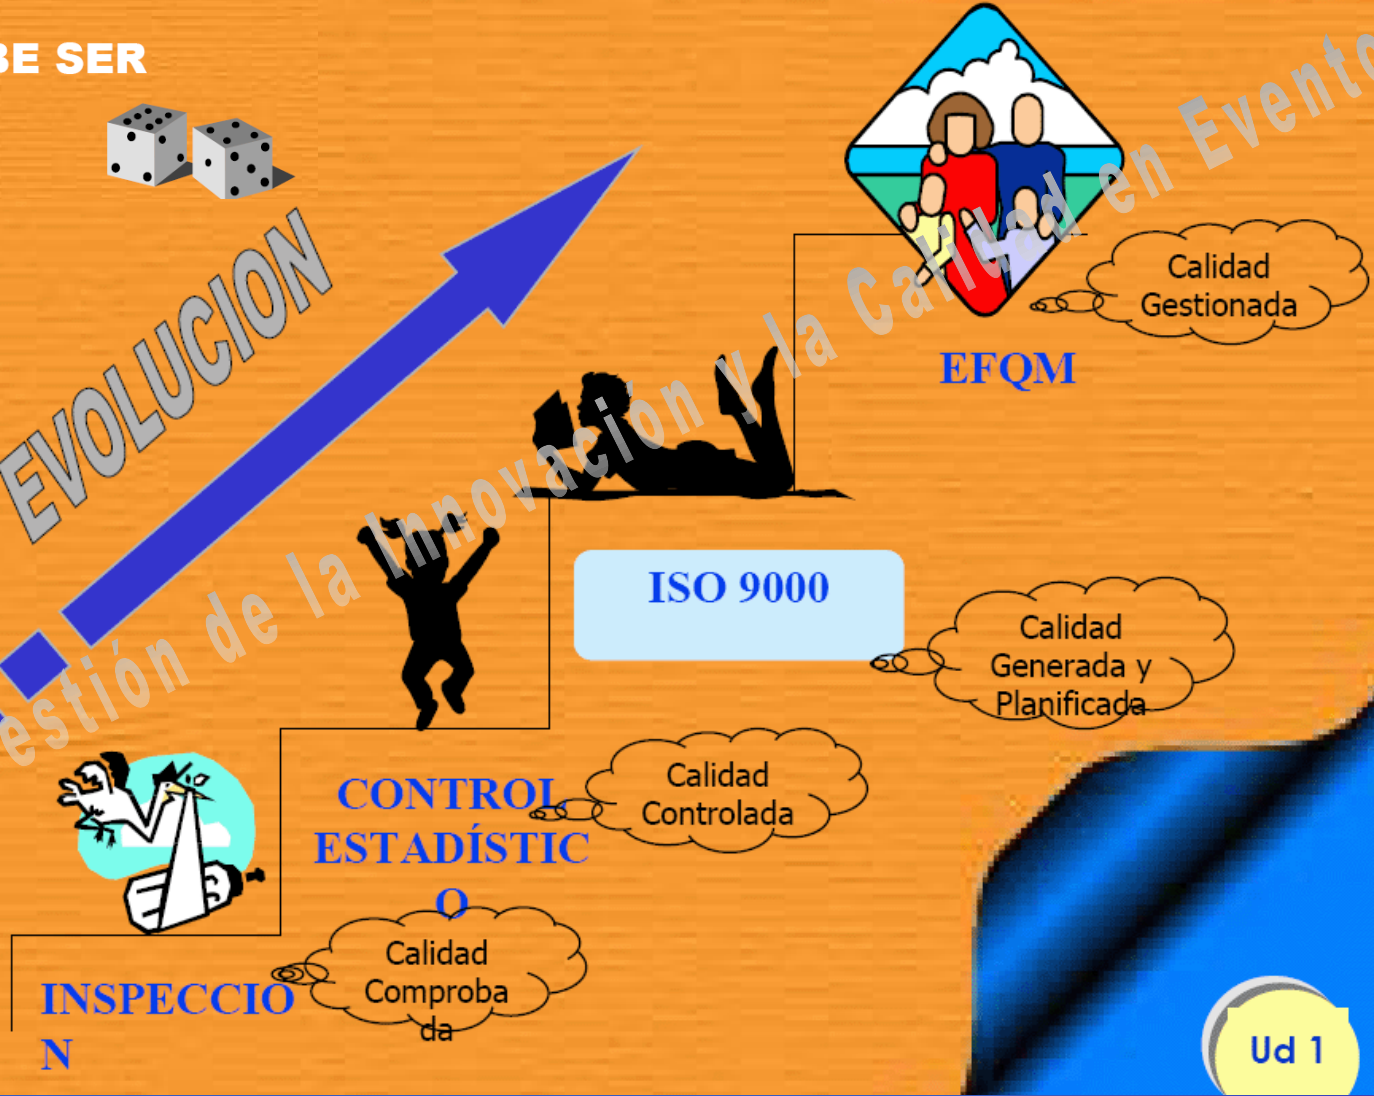 BE SER
EVOLUCION
estión de la Innovación y la Calidad en Evento
Calidad
Gestionada
EFQM
ISO 9000
Calidad
Generada y
Planificada
CONTROL
ESTADÍSTIC
O
Calidad
Controlada
INSPECCIO
N
Calidad
Comproba
da
Ud 1